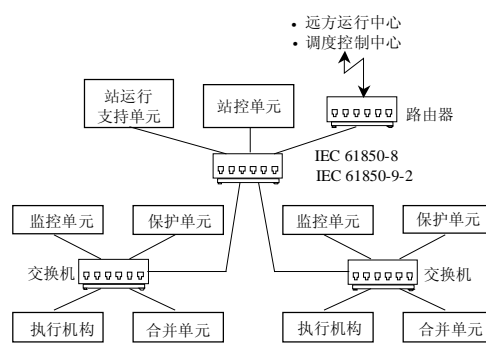 • 远方运行中心
• 调度控制中心
站运行
支持单元
站控单元
路由器
IEC 61850-8
IEC 61850-9-2
监控单元
保护单元
监控单元
保护单元
交换机
交换机
执行机构
合并单元
执行机构
合并单元